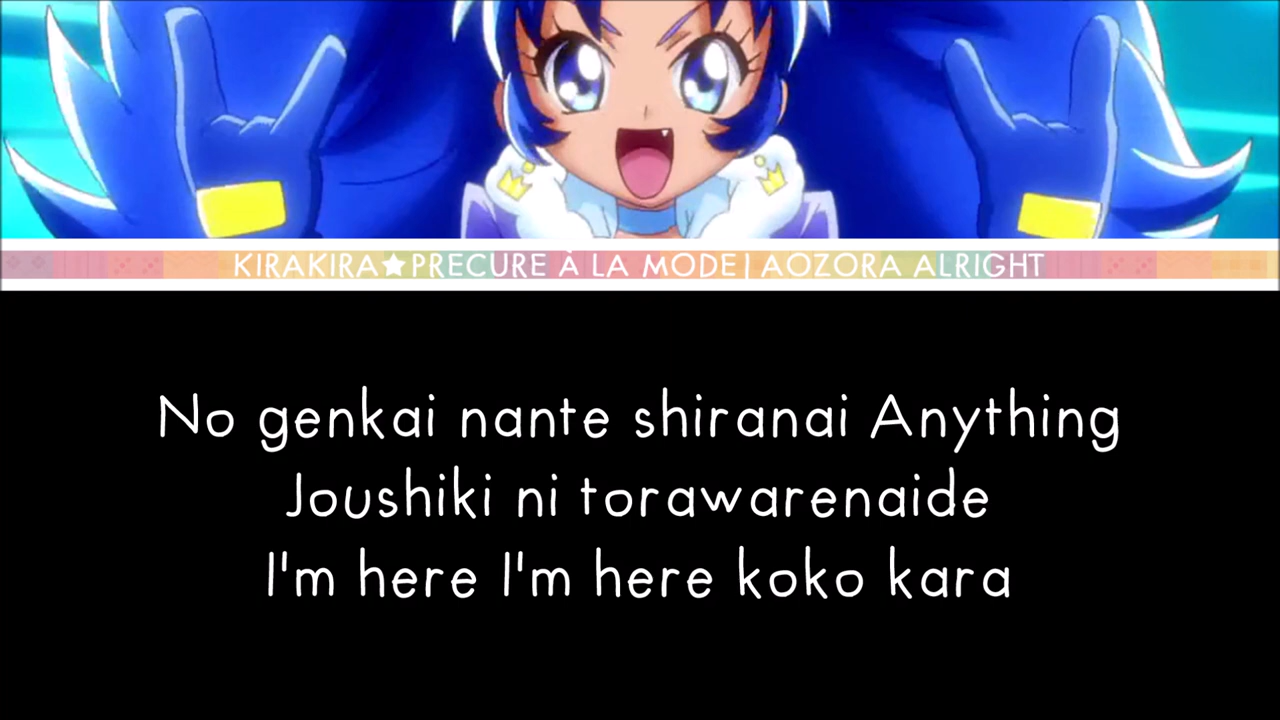 KIRAKIRA★PRECURE À LA MODE| AOZORA ALRIGHT
No genkai nante shiranai Anything
Joushiki ni torawarenaide
I'm here I'm here koko kara